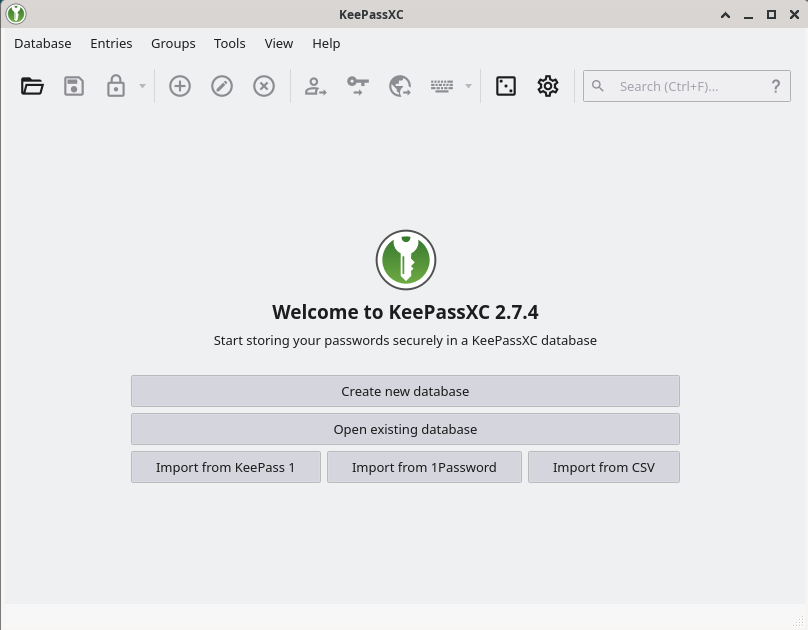 KeePassXC
Database Entries Groups Tools View Help
Search (Ctrl+F)... ?
Welcome to KeePassXC 2.7.4
Start storing your passwords securely in a KeePassXC database
Create new database
Open existing database
Import from KeePass 1 Import from 1Password Import from CSV